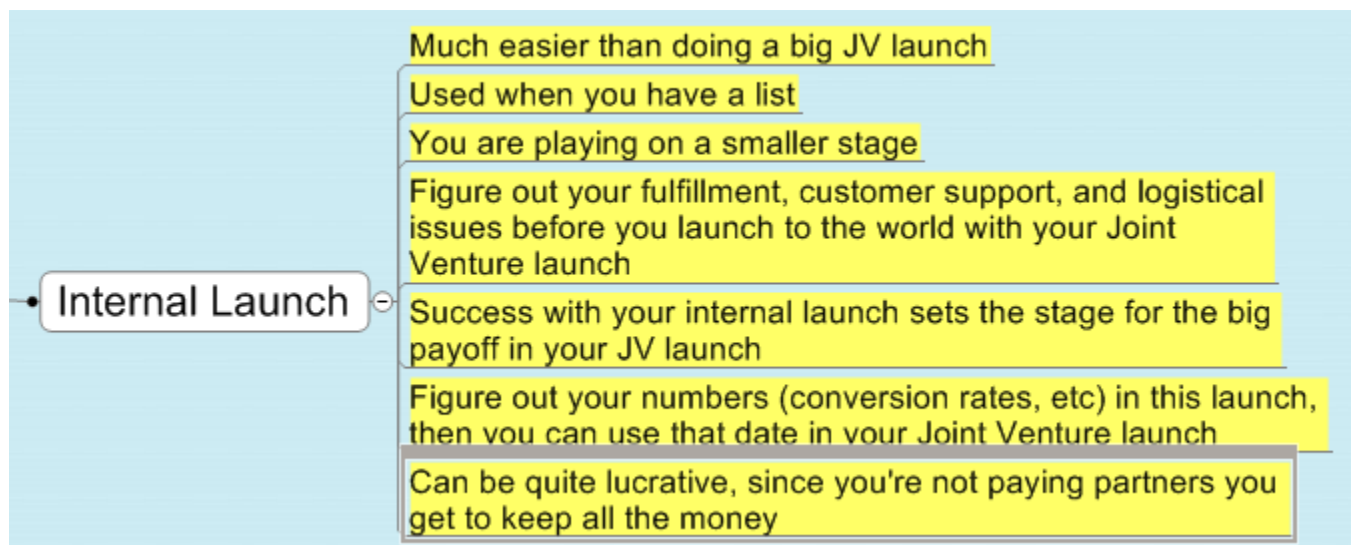 Internal Launch
Much easier than doing a big JV launch
Used when you have a list
You are playing on a smaller stage
Figure out your fulfillment, customer support, and logistical
issues before you launch to the world with your Joint
Venture launch
Success with your internal launch sets the stage for the big
payoff in your JV launch
Figure out your numbers (conversion rates, etc) in this launch,
then you can use that date in your Joint Venture launch
Can be quite lucrative, since you're not paying partners you
get to keep all the money